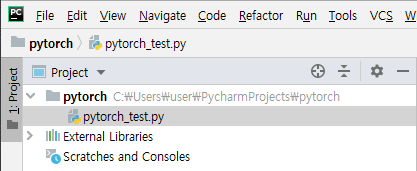 PC File Edit View Navigate Code Refactor Run Tools VCS W
pytorch pytorch_test.py
1: Project
Project
pytorch C:₩Users₩user₩PycharmProjects₩pytorch
pytorch_test.py
External Libraries
Scratches and Consoles